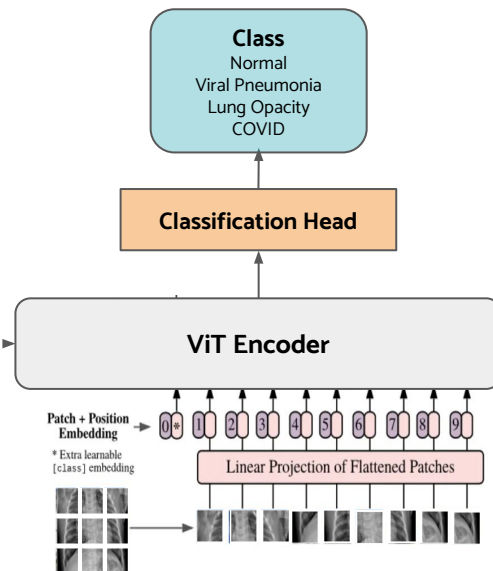 Class
Normal
Viral Pneumonia
Lung Opacity
COVID
Classification Head
ViT Encoder
Patch + Position
Embedding
0 * 1 2 3 4 5 6 7 8 9
* Extra learnable
[class] embedding
Linear Projection of Flattened Patches